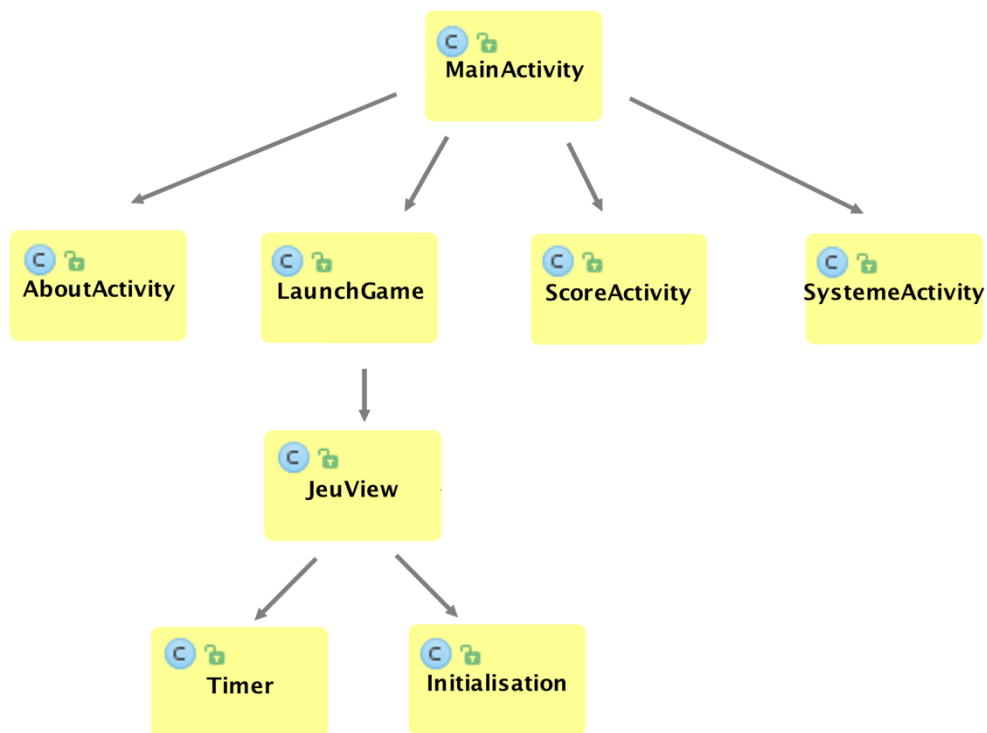 C
MainActivity
C
AboutActivity
C
LaunchGame
C
ScoreActivity
C
SystemeActivity
C
JeuView
C
Timer
C
Initialisation